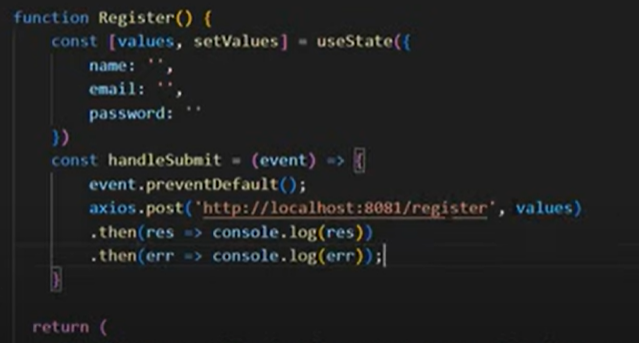 function Register() {
const [values, setValues] = useState({
name: '',
email: '',
password: ''
})
const handleSubmit = (event) => {
event.preventDefault();
axios.post('http://localhost:8081/register', values)
.then(res => console.log(res))
.then(err => console.log(err));
}
return (